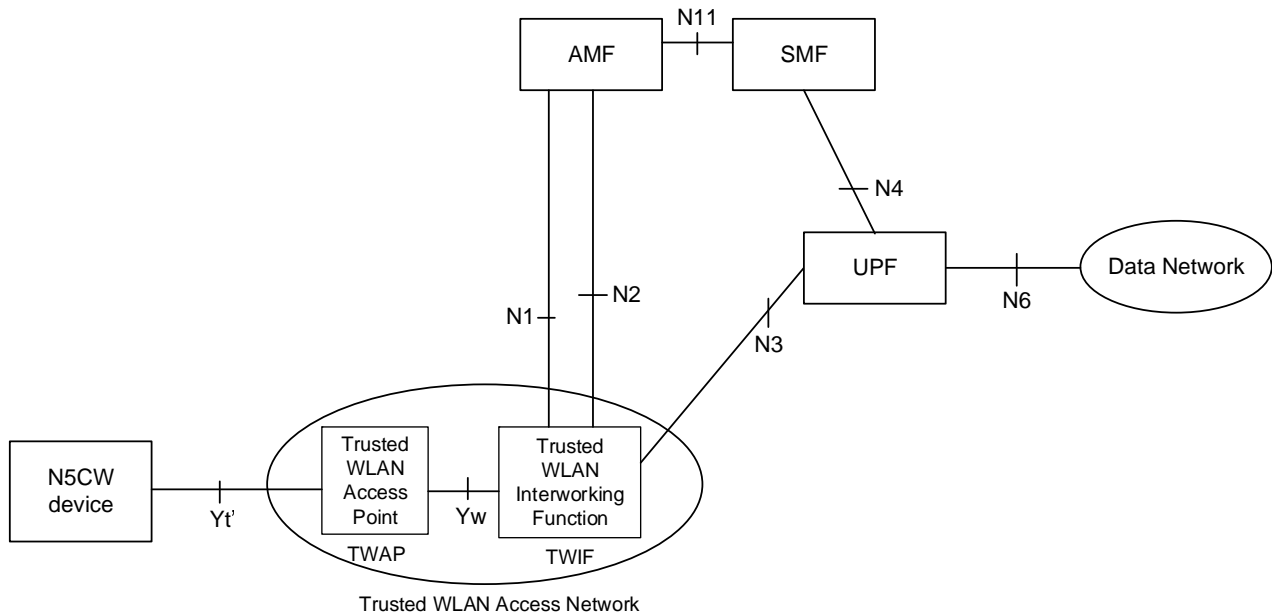 N11
AMF
SMF
N4
UPF
Data Network
N2
N1
N6
N3
Trusted
WLAN
Access
Point
Trusted
WLAN
Interworking
Function
N5CW
device
Yt’
Yw
TWAP
TWIF
Trusted WLAN Access Network